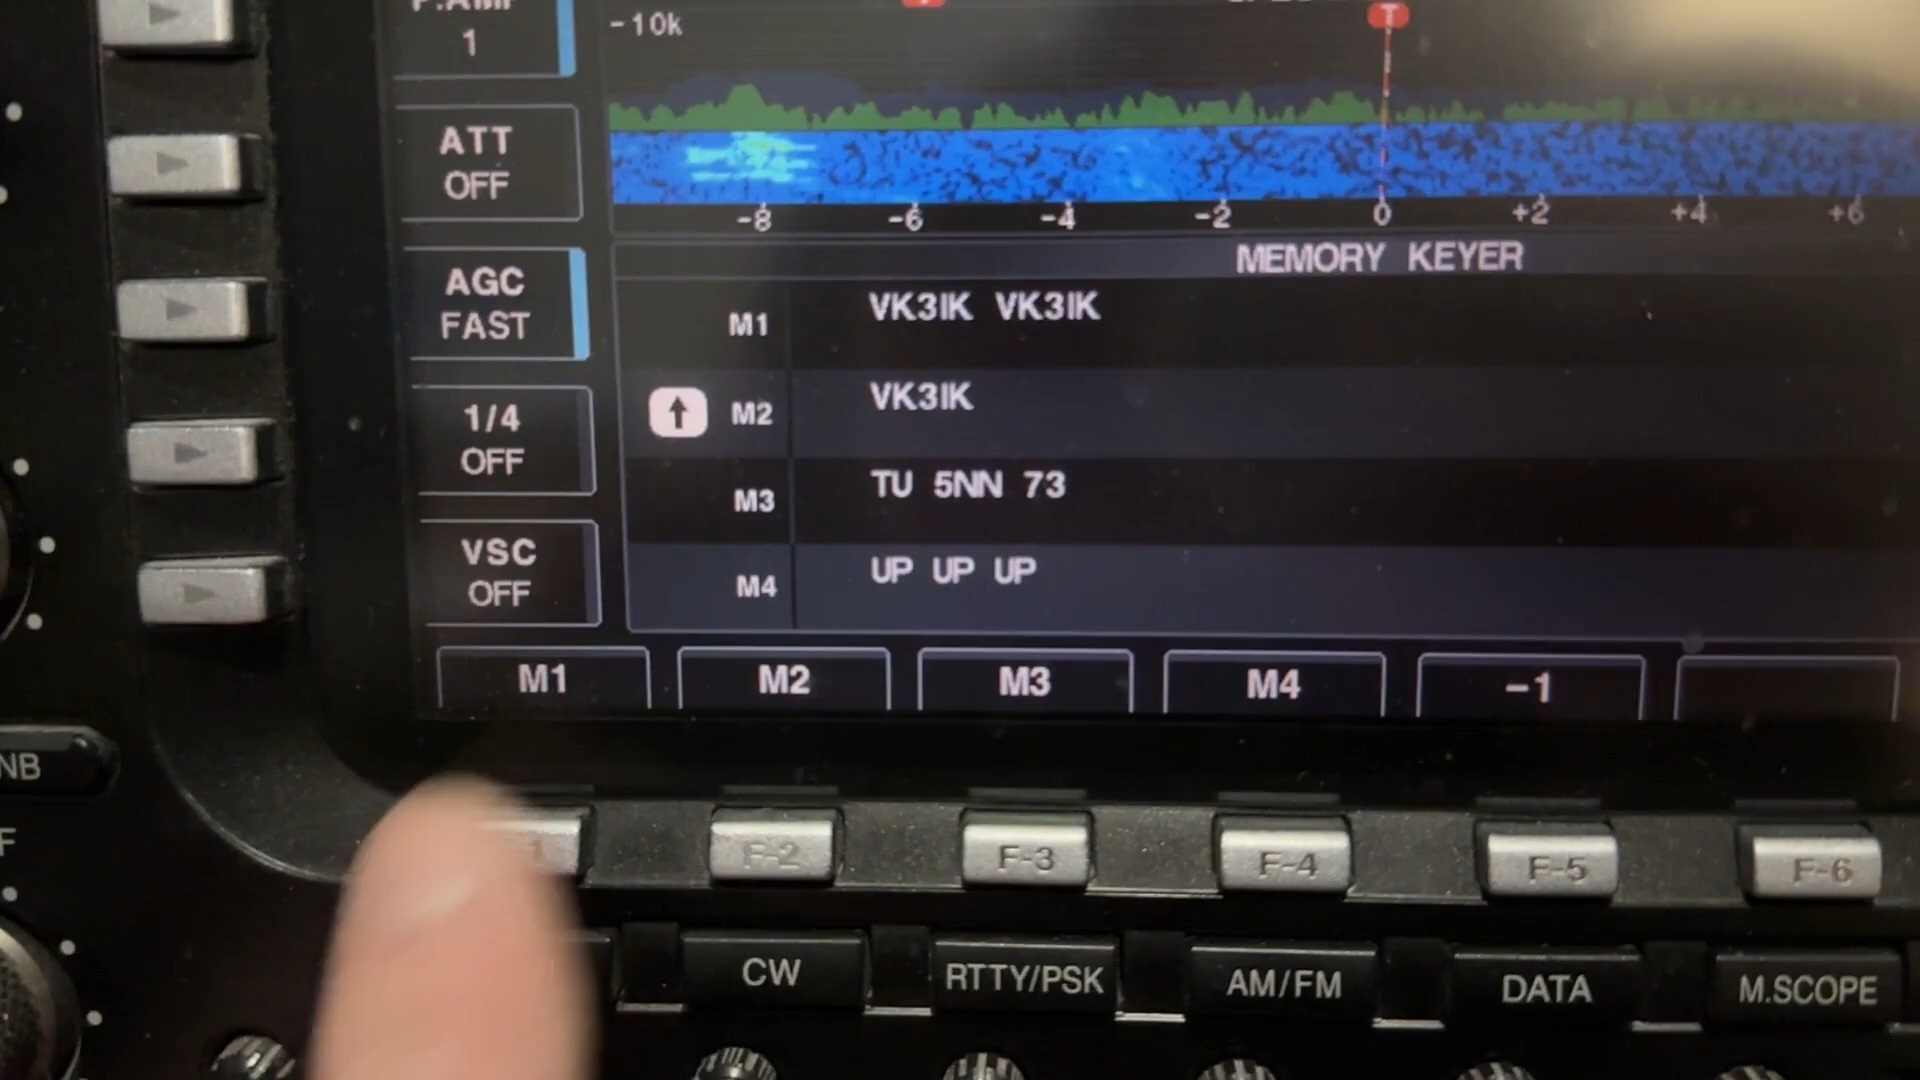 1
-10k
T
ATT
OFF
-8 -6 -4 -2 0 +2 +4 +6
MEMORY KEYER
AGC
FAST
M1 VK3IK VK3IK
1/4
OFF
M2 VK3IK
M3 TU 5NN 73
VSC
OFF
M4 UP UP UP
M1 M2 M3 M4 -1
NB
F-2 F-3 F-4 F-5 F-6
CW RTTY/PSK AM/FM DATA M.SCOPE